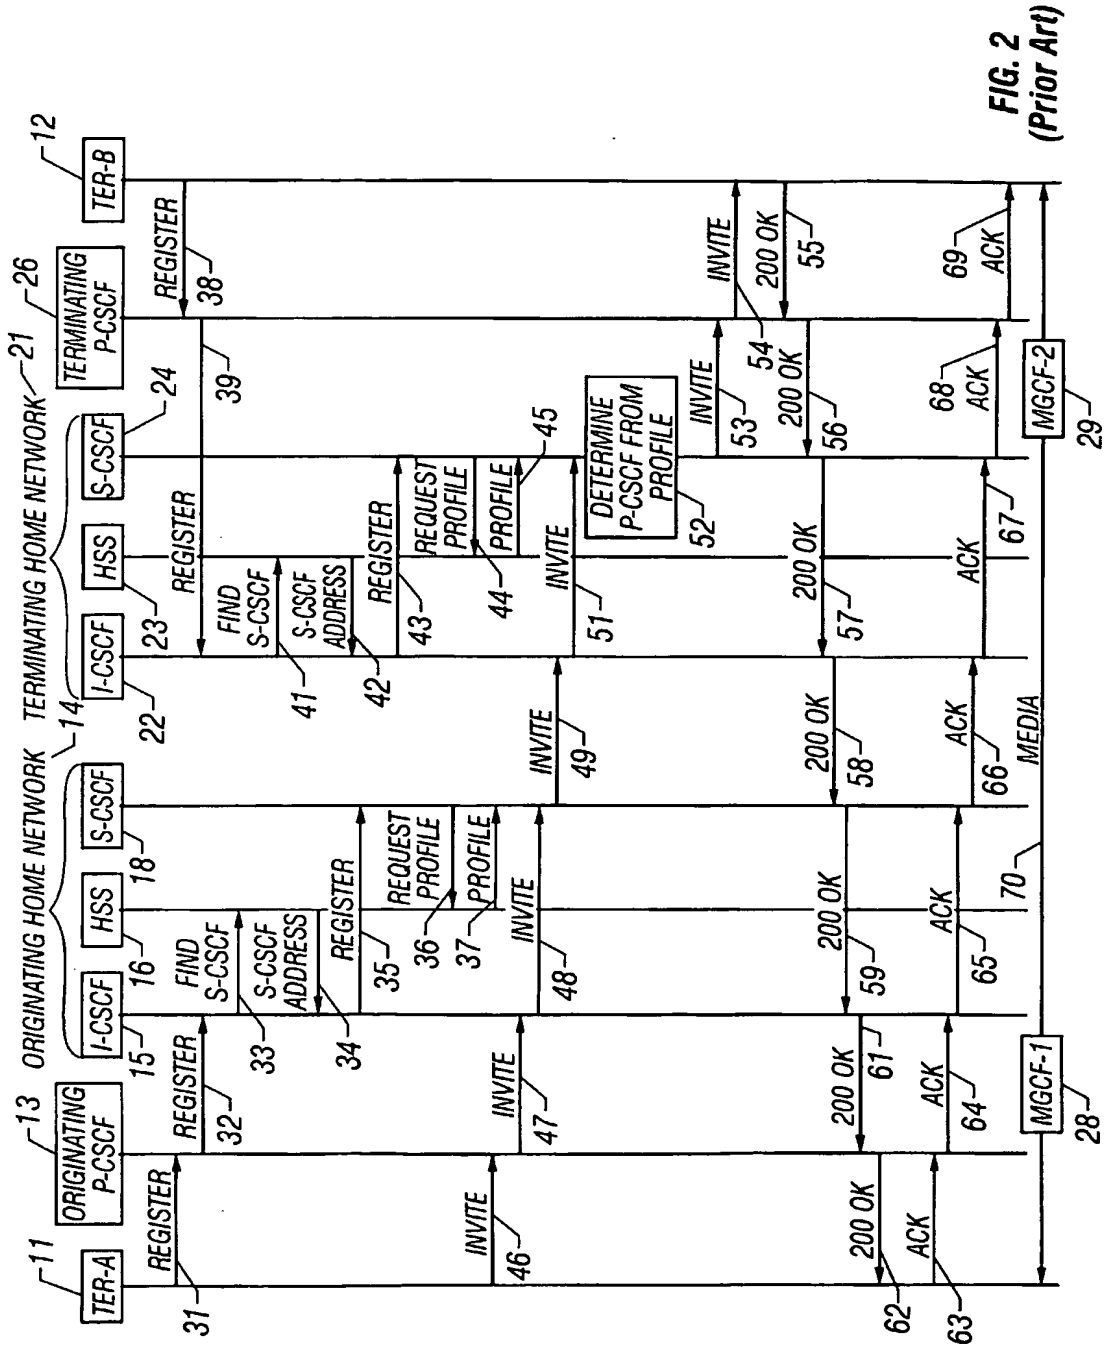 ORIGINATING HOME NETWORK 14
TERMINATING HOME NETWORK 21
11
TER-A
13
ORIGINATING
P-CSCF
15
I-CSCF
16
HSS
18
S-CSCF
22
I-CSCF
23
HSS
24
S-CSCF
26
TERMINATING
P-CSCF
12
TER-B
REGISTER
31
REGISTER
32
FIND
S-CSCF
33
S-CSCF
ADDRESS
34
REGISTER
35
REQUEST
PROFILE
36
PROFILE
37
REGISTER
38
REGISTER
39
FIND
S-CSCF
41
S-CSCF
ADDRESS
42
REGISTER
43
REQUEST
PROFILE
44
PROFILE
45
INVITE
46
INVITE
47
INVITE
48
INVITE
49
INVITE
51
DETERMINE
P-CSCF FROM
PROFILE
52
INVITE
53
INVITE
54
200 OK
55
200 OK
56
200 OK
57
200 OK
58
200 OK
59
200 OK
61
200 OK
62
ACK
63
ACK
64
ACK
65
ACK
66
ACK
67
ACK
68
ACK
69
MEDIA
70
MGCF-1
28
MGCF-2
29
FIG. 2
(Prior Art)